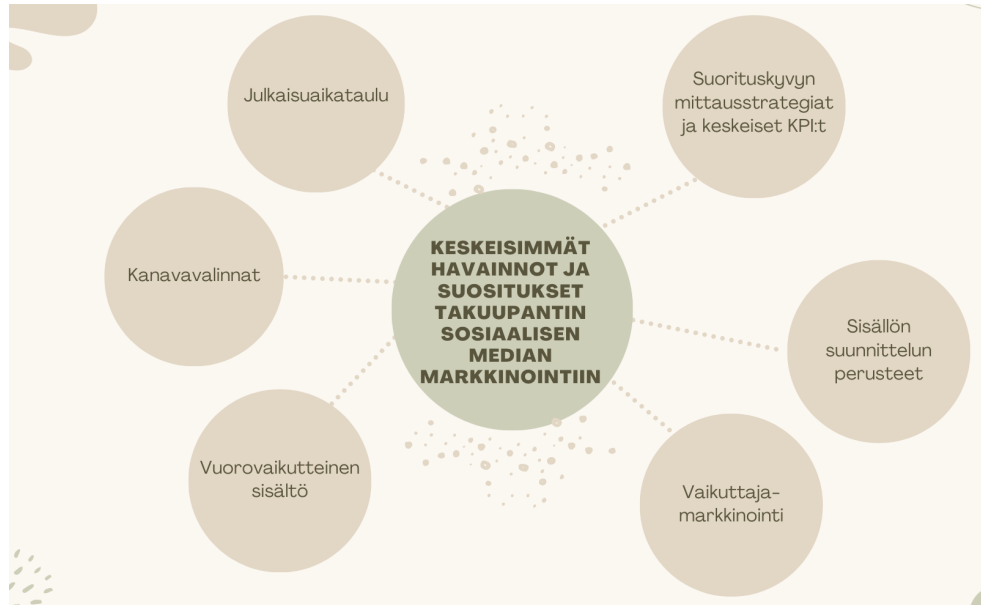 Julkaisuaikataulu
Suorituskyvyn
mittausstrategiat
ja keskeiset KPI:t
Kanavavalinnat
KESKEISIMMÄT
HAVAINNOT JA
SUOSITUKSET
TAKUUPANTIN
SOSIAALISEN
MEDIAN
MARKKINOINTIIN
Sisällön
suunnittelun
perusteet
Vuorovaikutteinen
sisältö
Vaikuttaja-
markkinointi